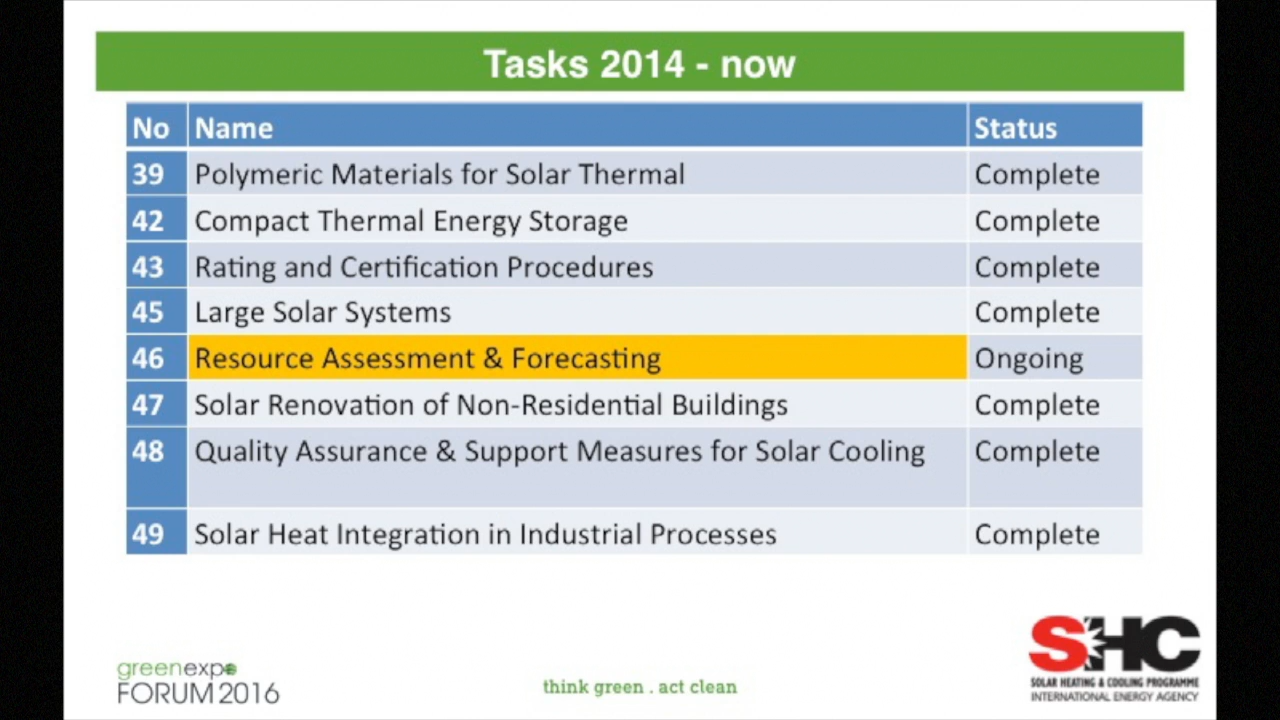 Tasks 2014 - now
No Name Status
39 Polymeric Materials for Solar Thermal Complete
42 Compact Thermal Energy Storage Complete
43 Rating and Certification Procedures Complete
45 Large Solar Systems Complete
46 Resource Assessment & Forecasting Ongoing
47 Solar Renovation of Non-Residential Buildings Complete
48 Quality Assurance & Support Measures for Solar Cooling Complete
49 Solar Heat Integration in Industrial Processes Complete
greenexpo
FORUM 2016
think green . act clean
SHC
SOLAR HEATING & COOLING PROGRAMME
INTERNATIONAL ENERGY AGENCY